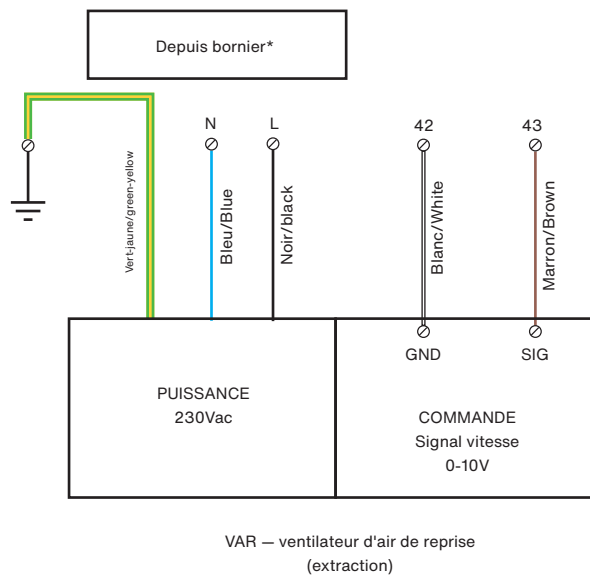 Depuis bornier*
N
L
42
43
Vert-jaune/green-yellow
Bleu/Blue
Noir/black
Blanc/White
Marron/Brown
GND
SIG
PUISSANCE
230Vac
COMMANDE
Signal vitesse
0-10V
VAR — ventilateur d'air de reprise
(extraction)